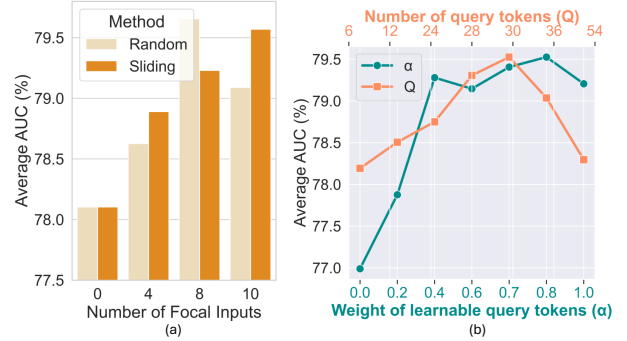 Method
Random
Sliding
79.5
79.0
78.5
78.0
77.5
Average AUC (%)
0 4 8 10
Number of Focal Inputs
(a)
Number of query tokens (Q)
6 12 24 28 30 36 42 54
α
Q
79.5
79.0
78.5
78.0
77.5
77.0
Average AUC (%)
0.0 0.2 0.4 0.6 0.7 0.8 1.0
Weight of learnable query tokens (α)
(b)